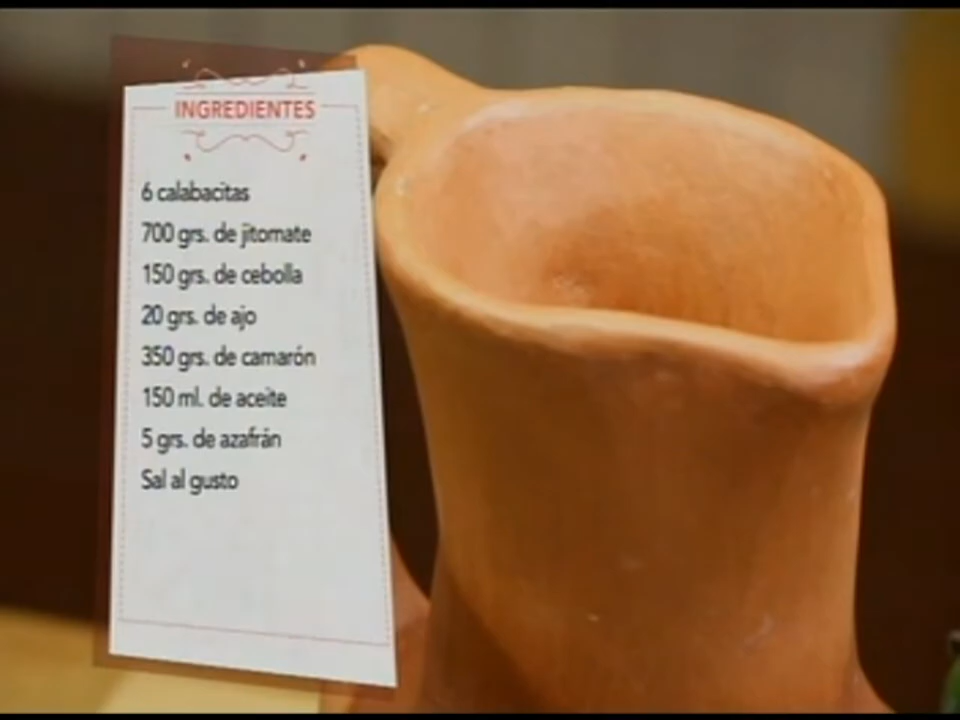 INGREDIENTES
6 calabacitas
700 grs. de jitomate
150 grs. de cebolla
20 grs. de ajo
350 grs. de camarón
150 ml. de aceite
5 grs. de azafrán
Sal al gusto